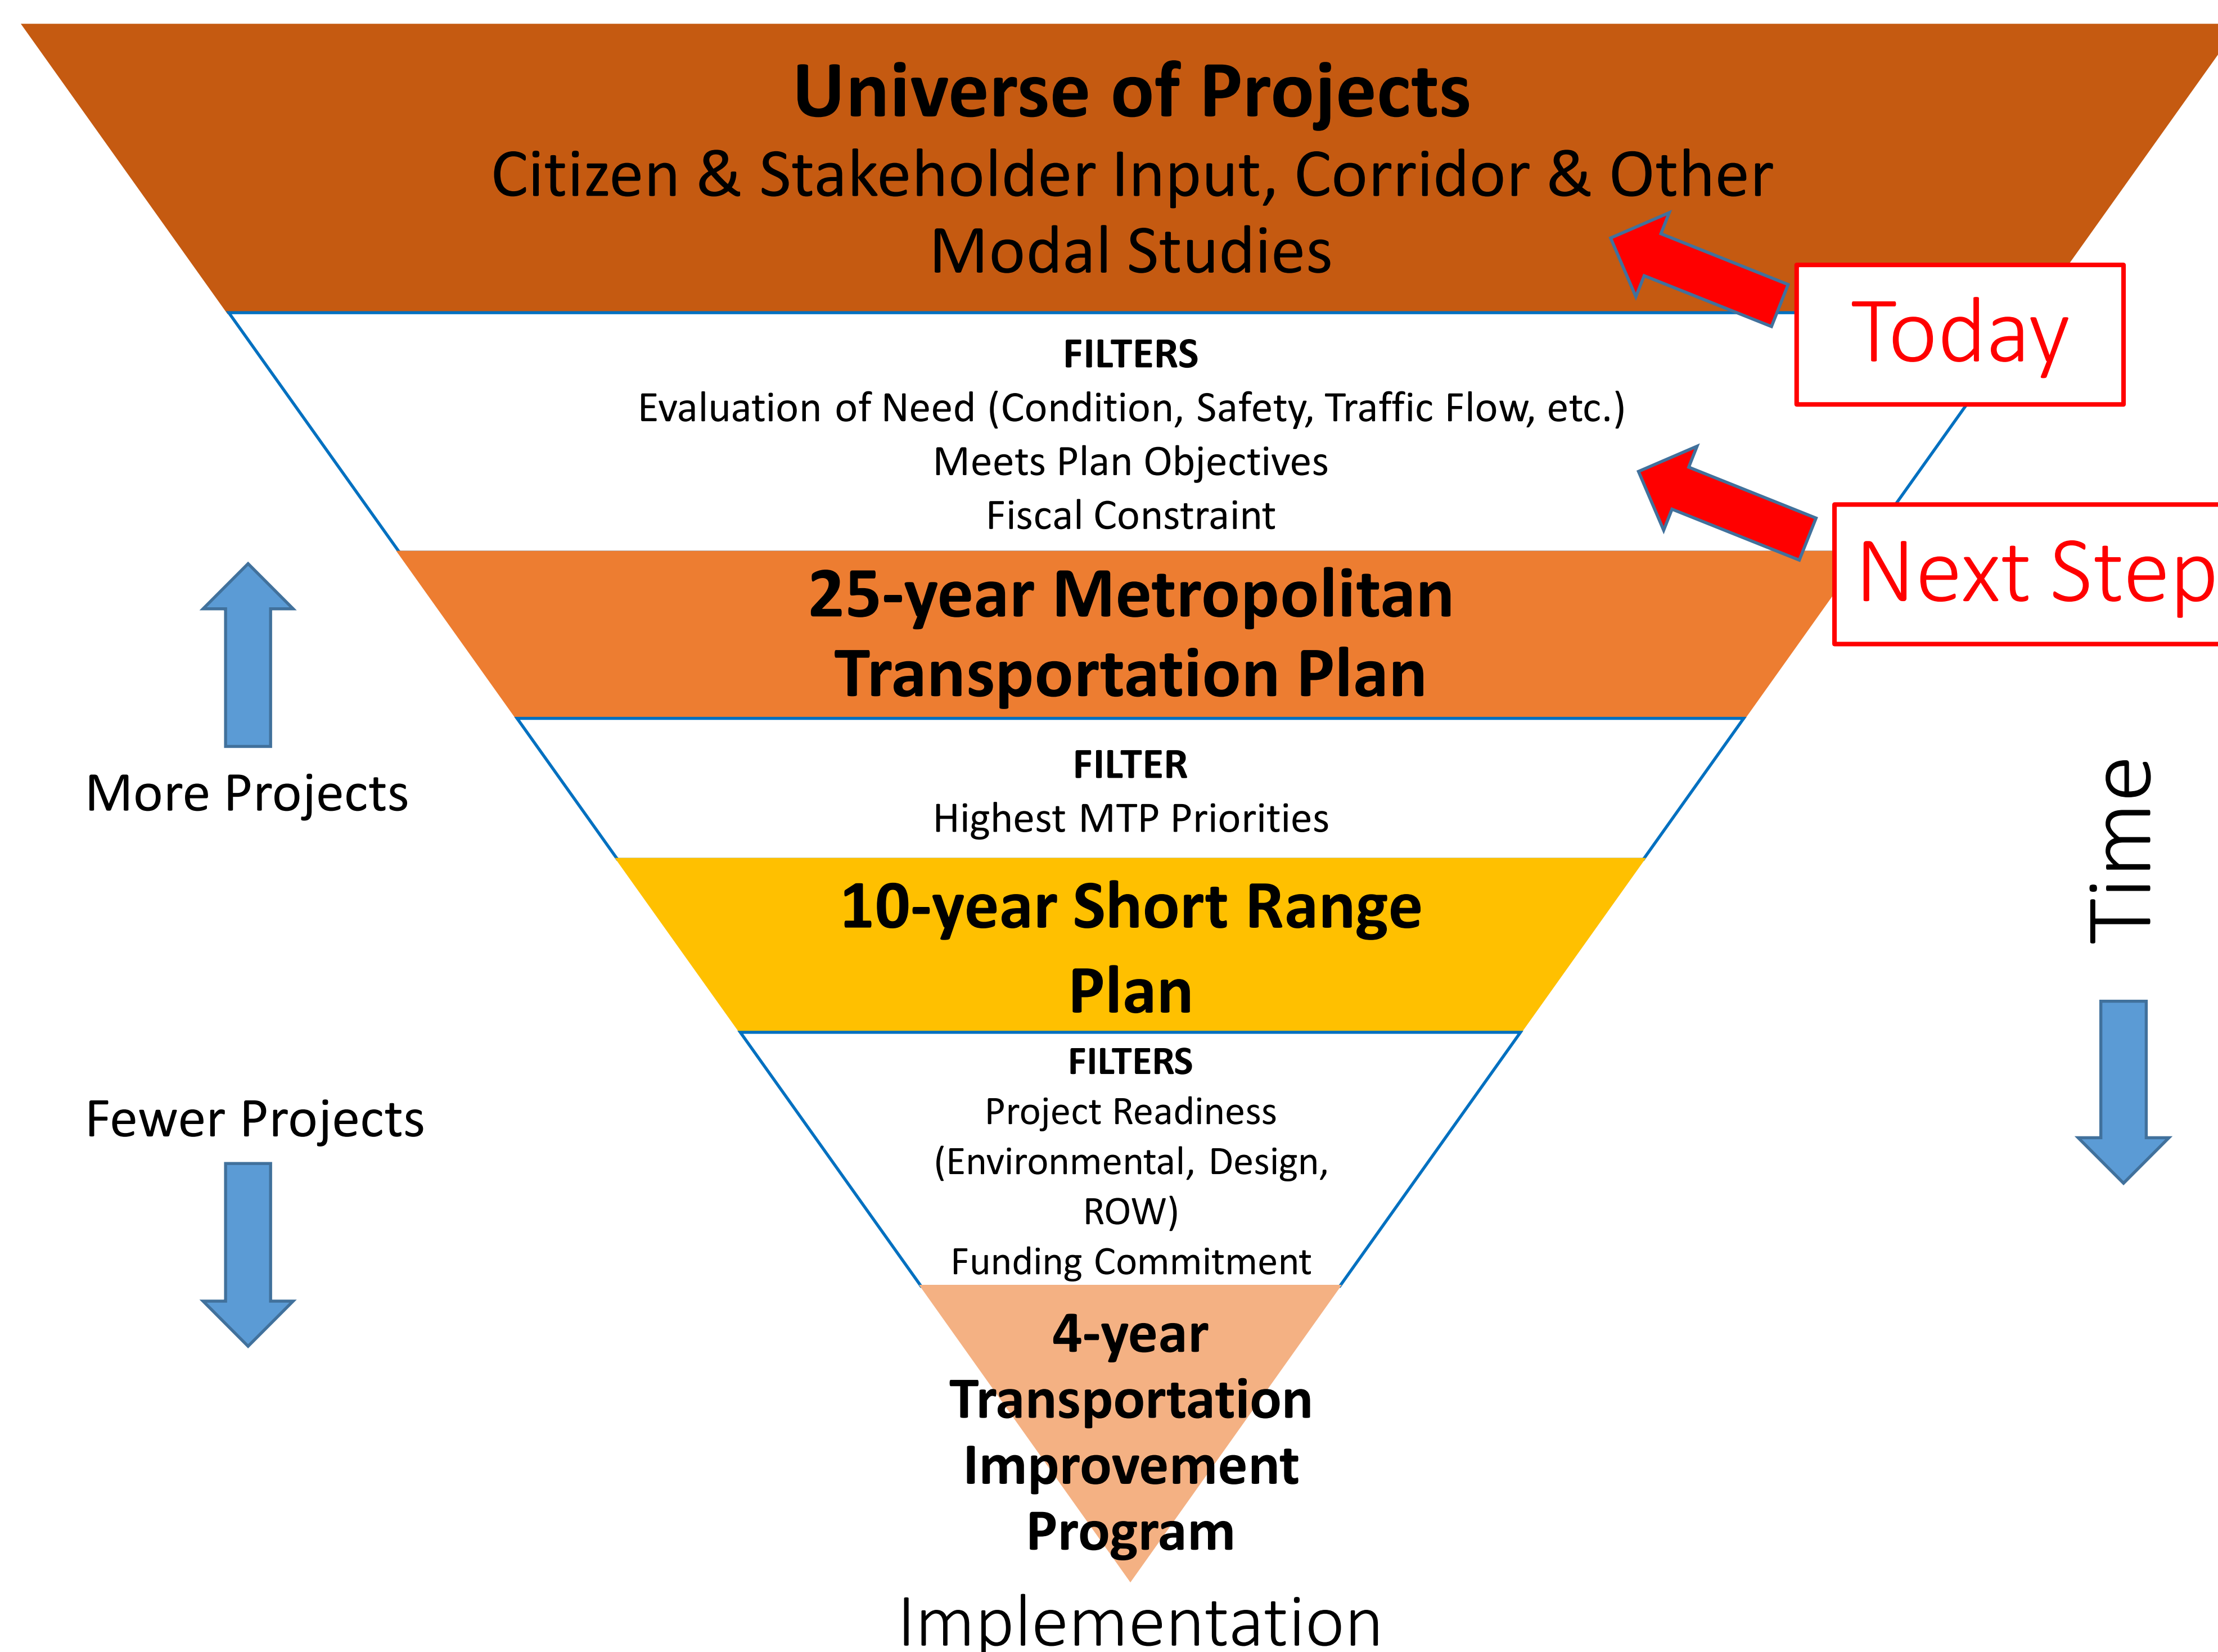 Universe of Projects
Citizen & Stakeholder Input, Corridor & Other
Modal Studies
Today
FILTERS
Evaluation of Need (Condition, Safety, Traffic Flow, etc.)
Meets Plan Objectives
Fiscal Constraint
Next Step
25-year Metropolitan
Transportation Plan
More Projects
FILTER
Highest MTP Priorities
Time
10-year Short Range
Plan
Fewer Projects
FILTERS
Project Readiness
(Environmental, Design,
ROW)
Funding Commitment
4-year
Transportation
Improvement
Program
Implementation